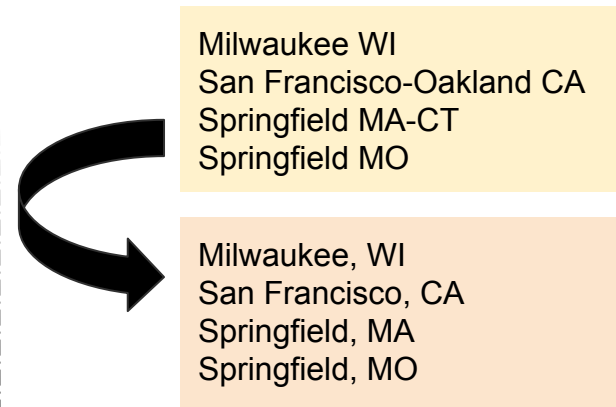 Milwaukee WI
San Francisco-Oakland CA
Springfield MA-CT
Springfield MO
Milwaukee, WI
San Francisco, CA
Springfield, MA
Springfield, MO